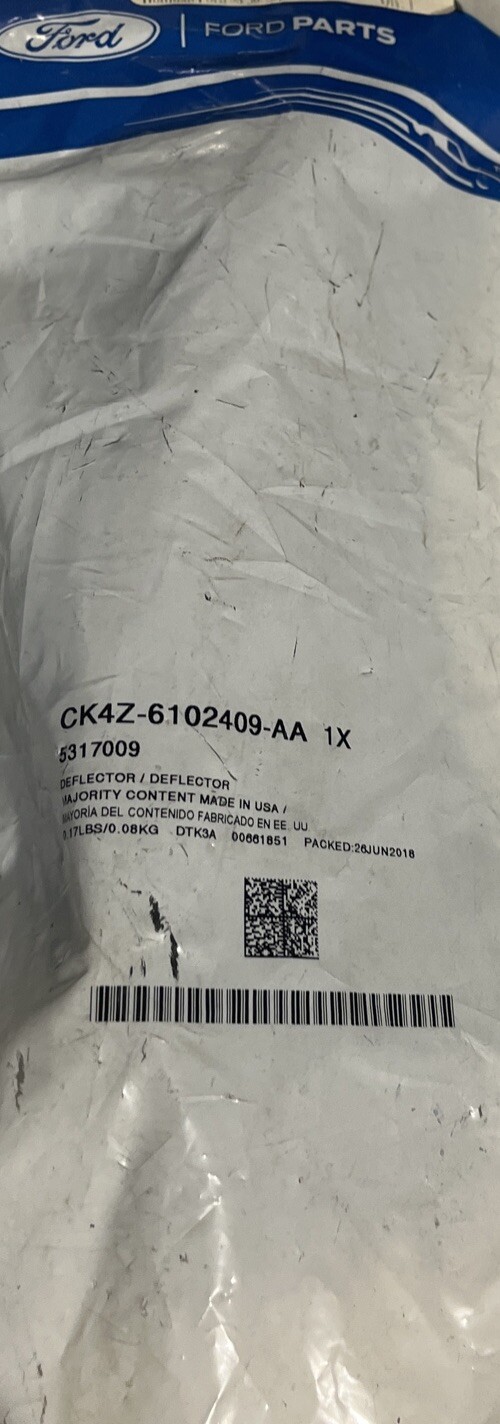 Ford | FORD PARTS
CK4Z-6102409-AA 1X
5317009
DEFLECTOR / DEFLECTOR
MAJORITY CONTENT MADE IN USA /
MAYORÍA DEL CONTENIDO FABRICADO EN EE. UU.
0.17LBS/0.08KG DTK3A 00661851 PACKED:26JUN2018